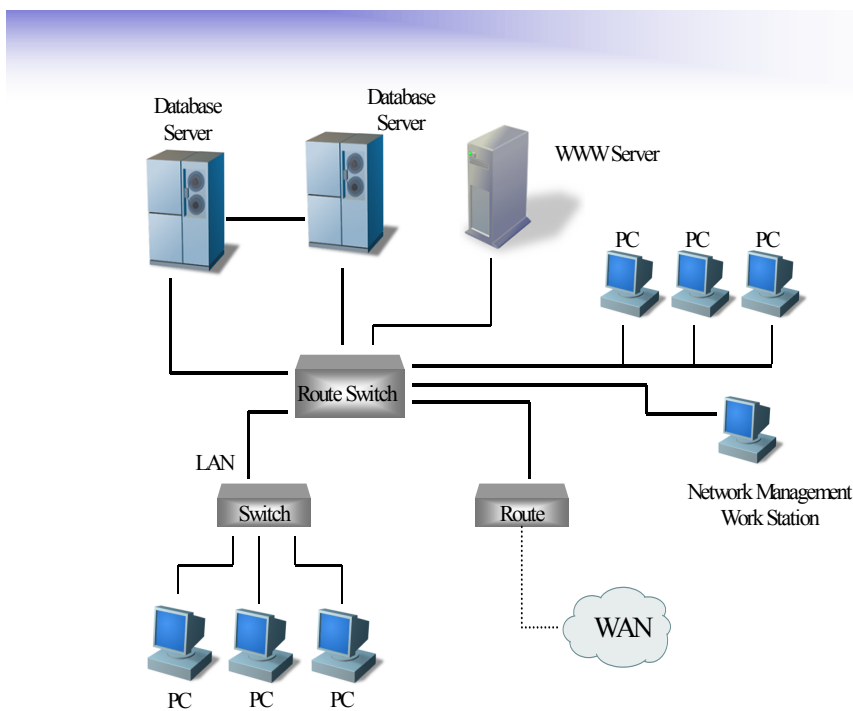 Database
Server
Database
Server
WWW Server
PC
PC
PC
Route Switch
LAN
Switch
Route
Network Management
Work Station
WAN
PC
PC
PC